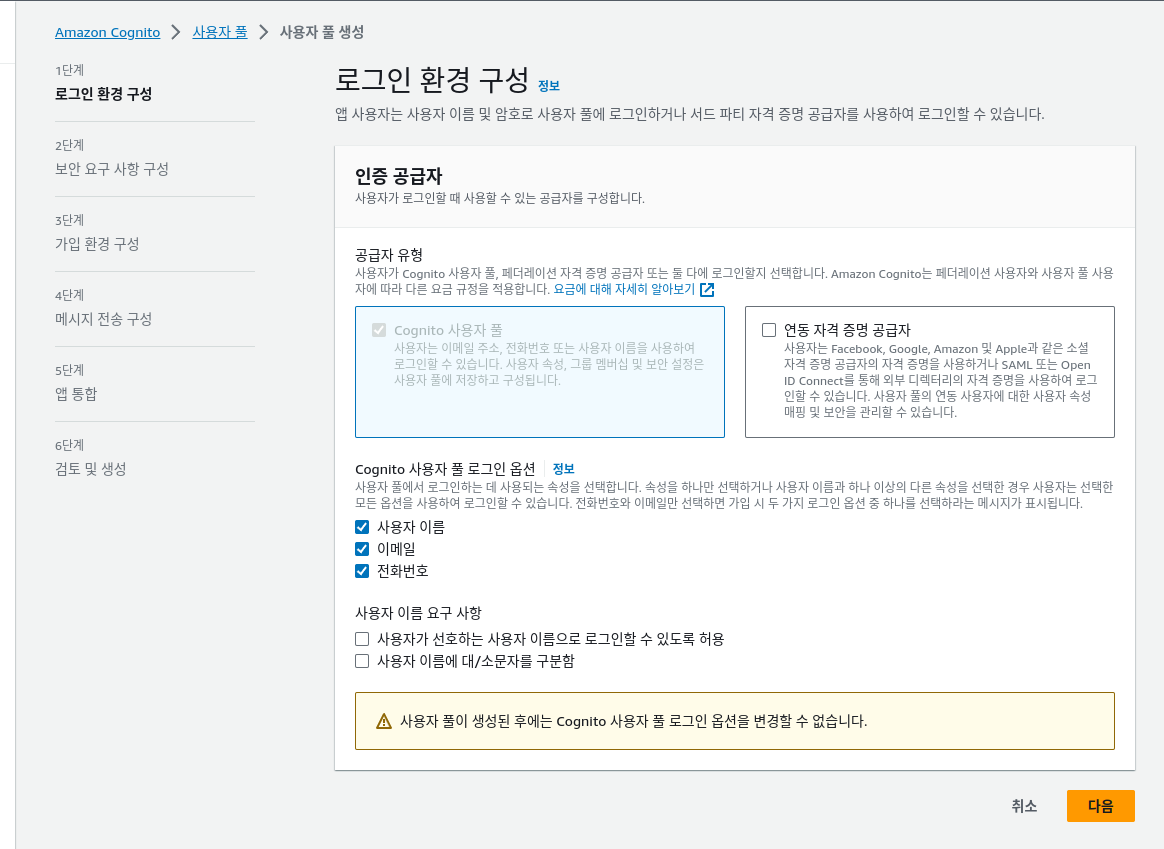 Amazon Cognito > 사용자 풀 > 사용자 풀 생성
1단계
로그인 환경 구성
2단계
보안 요구 사항 구성
3단계
가입 환경 구성
4단계
메시지 전송 구성
5단계
앱 통합
6단계
검토 및 생성
로그인 환경 구성 정보
앱 사용자는 사용자 이름 및 암호로 사용자 풀에 로그인하거나 서드 파티 자격 증명 공급자를 사용하여 로그인할 수 있습니다.
인증 공급자
사용자가 로그인할 때 사용할 수 있는 공급자를 구성합니다.
공급자 유형
사용자가 Cognito 사용자 풀, 페더레이션 자격 증명 공급자 또는 둘 다에 로그인할지 선택합니다. Amazon Cognito는 페더레이션 사용자와 사용자 풀 사용
자에 따라 다른 요금 규정을 적용합니다. 요금에 대해 자세히 알아보기
Cognito 사용자 풀
사용자는 이메일 주소, 전화번호 또는 사용자 이름을 사용하여
로그인할 수 있습니다. 사용자 속성, 그룹 멤버십 및 보안 설정은
사용자 풀에 저장하고 구성됩니다.
연동 자격 증명 공급자
사용자는 Facebook, Google, Amazon 및 Apple과 같은 소셜
자격 증명 공급자의 자격 증명을 사용하거나 SAML 또는 Open
ID Connect를 통해 외부 디렉터리의 자격 증명을 사용하여 로그
인할 수 있습니다. 사용자 풀의 연동 사용자에 대한 사용자 속성
매핑 및 보안을 관리할 수 있습니다.
Cognito 사용자 풀 로그인 옵션 정보
사용자 풀에서 로그인하는 데 사용되는 속성을 선택합니다. 속성을 하나만 선택하거나 사용자 이름과 하나 이상의 다른 속성을 선택한 경우 사용자는 선택한
모든 옵션을 사용하여 로그인할 수 있습니다. 전화번호와 이메일만 선택하면 가입 시 두 가지 로그인 옵션 중 하나를 선택하라는 메시지가 표시됩니다.
사용자 이름
이메일
전화번호
사용자 이름 요구 사항
사용자가 선호하는 사용자 이름으로 로그인할 수 있도록 허용
사용자 이름에 대/소문자를 구분함
사용자 풀이 생성된 후에는 Cognito 사용자 풀 로그인 옵션을 변경할 수 없습니다.
취소
다음